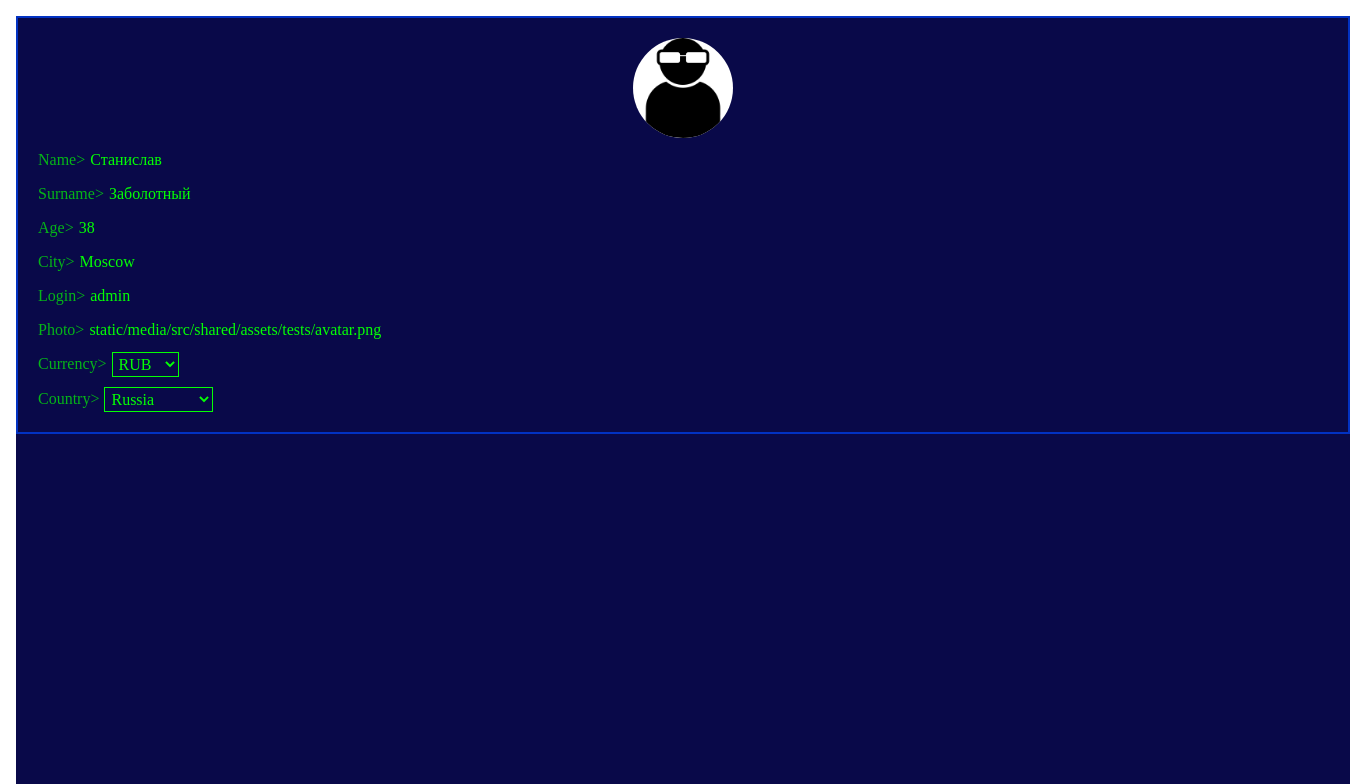 Name> Станислав
Surname> Заболотный
Age> 38
City> Moscow
Login> admin
Photo> static/media/src/shared/assets/tests/avatar.png
Currency> RUB
Country> Russia